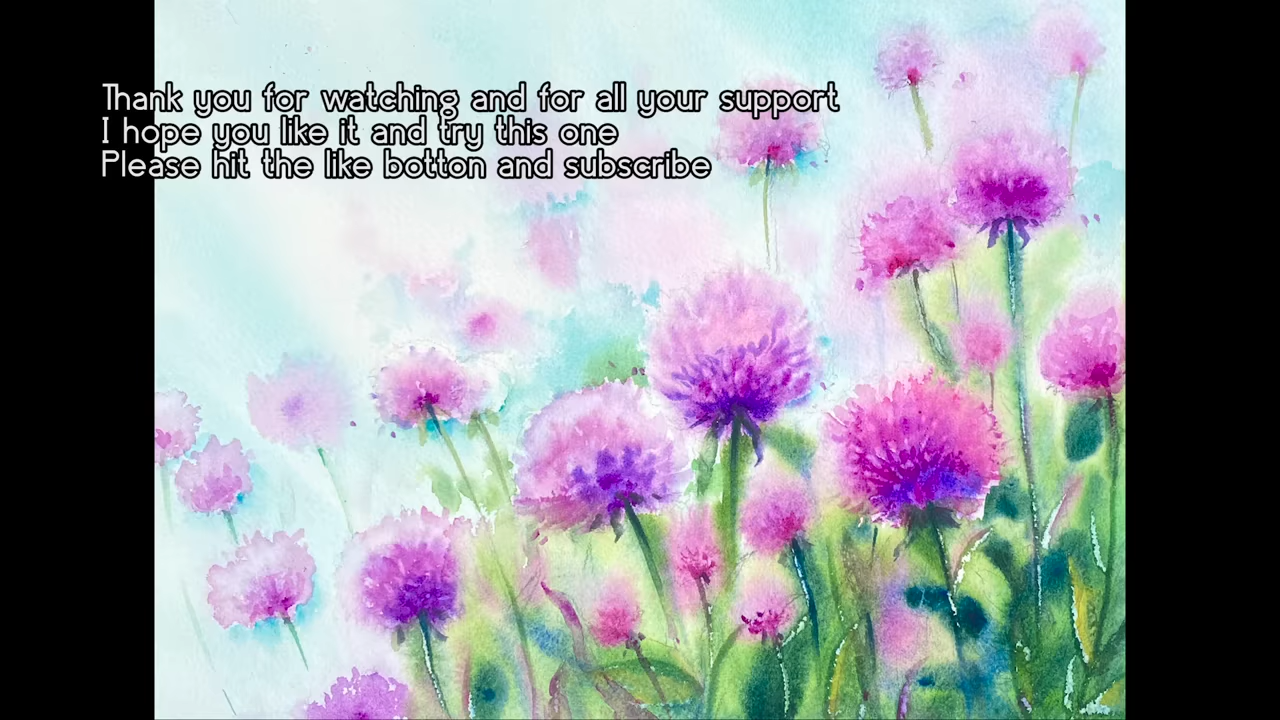 Thank you for watching and for all your support
I hope you like it and try this one
Please hit the like botton and subscribe